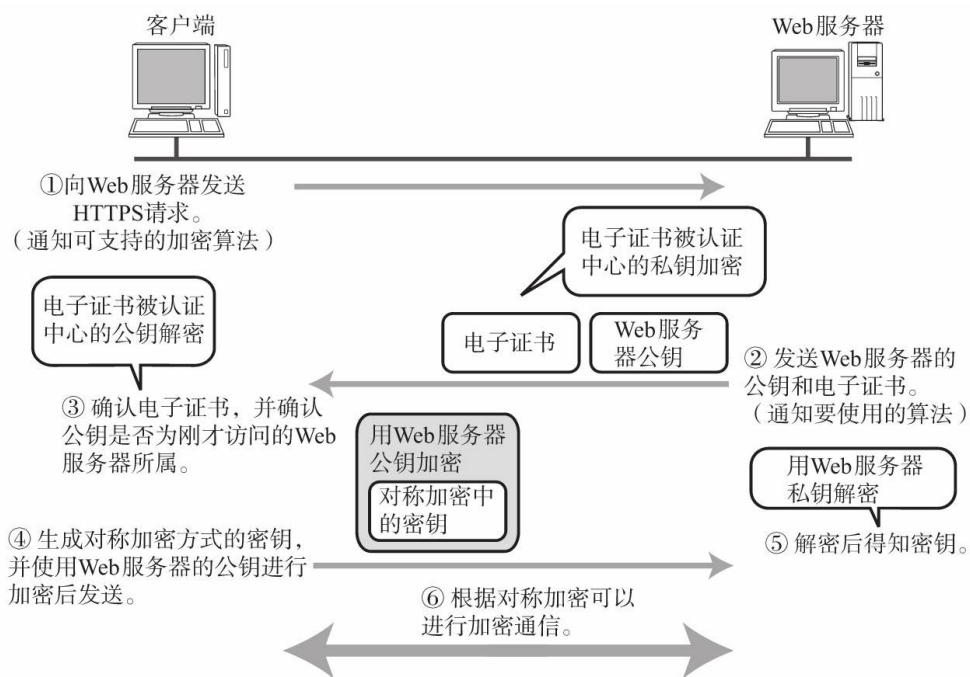 客户端
Web服务器
①向Web服务器发送
HTTPS请求。
（通知可支持的加密算法）
电子证书被认证
中心的私钥加密
电子证书被认证
中心的公钥解密
电子证书
Web服务
器公钥
② 发送Web服务器的
公钥和电子证书。
（通知要使用的算法）
③ 确认电子证书，并确认
公钥是否为刚才访问的Web
服务器所属。
用Web服务器
公钥加密
对称加密中
的密钥
用Web服务器
私钥解密
④ 生成对称加密方式的密钥，
并使用Web服务器的公钥进行
加密后发送。
⑤ 解密后得知密钥。
⑥ 根据对称加密可以
进行加密通信。